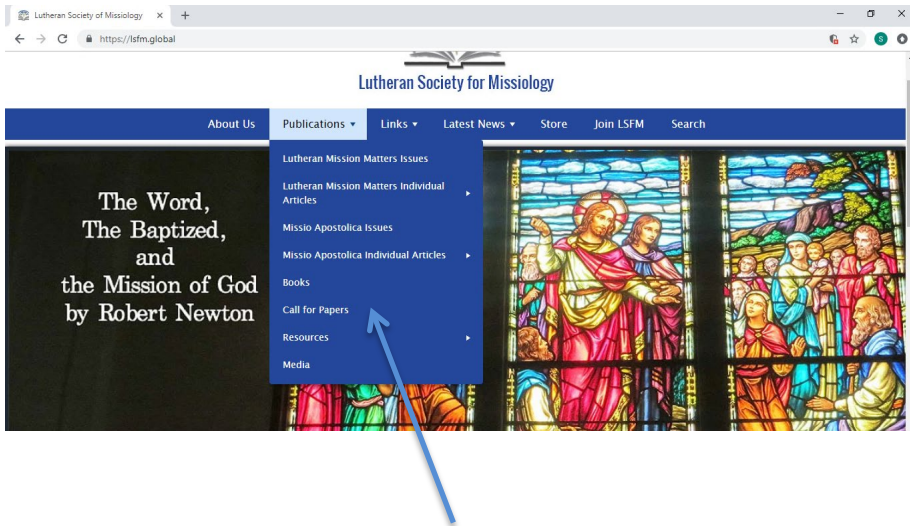 Lutheran Society of Missiology
https://lsfm.global
S
Lutheran Society for Missiology
About Us Publications Links Latest News Store Join LSFM Search
Lutheran Mission Matters Issues
Lutheran Mission Matters Individual
Articles
Missio Apostolica Issues
Missio Apostolica Individual Articles
Books
Call for Papers
Resources
Media
The Word,
The Baptized,
and
the Mission of God
by Robert Newton